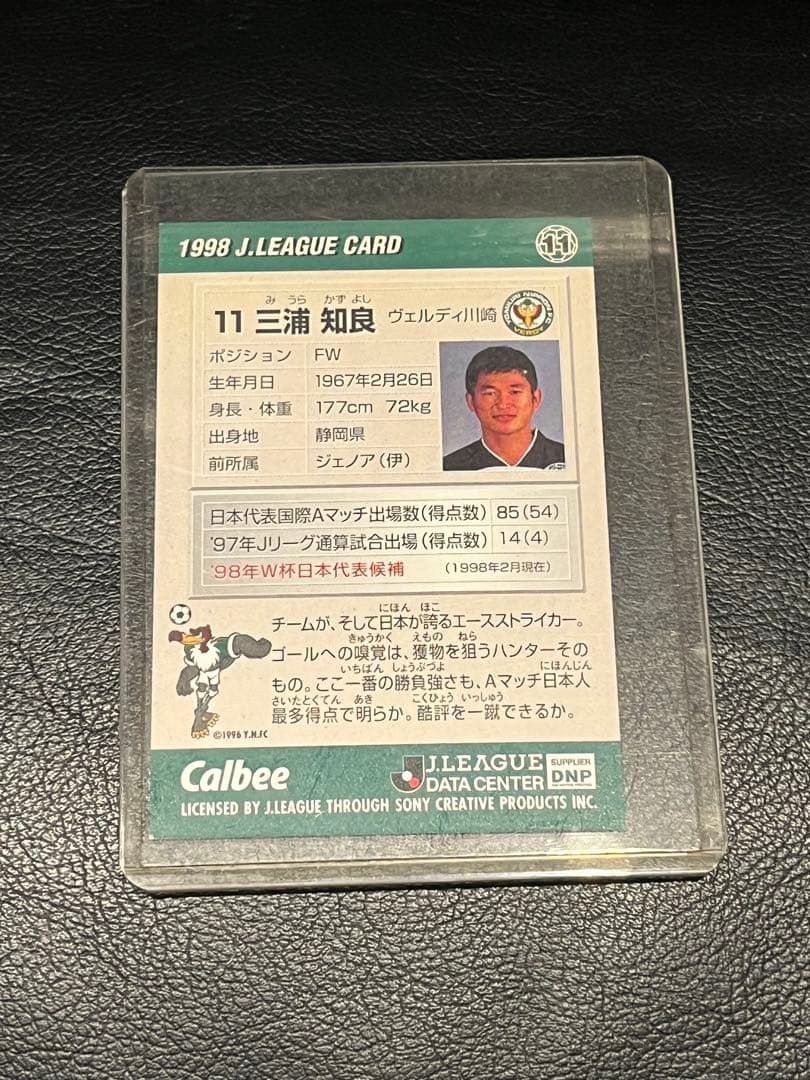 1998 J.LEAGUE CARD
11
み うら かず よし
11 三浦 知良 ヴェルディ川崎
YOMIURI NIPPON FC
VERDY
ポジション FW
生年月日 1967年2月26日
身長・体重 177cm 72kg
出身地 静岡県
前所属 ジェノア(伊)
日本代表国際Aマッチ出場数(得点数) 85(54)
'97年Jリーグ通算試合出場(得点数) 14(4)
'98年W杯日本代表候補 (1998年2月現在)
にほん ほこ
チームが、そして日本が誇るエースストライカー。
きゅうかく えもの ねら
ゴールへの嗅覚は、獲物を狙うハンターその
いちばん しょうぶづよ にほんじん
もの。ここ一番の勝負強さも、Aマッチ日本人
さいたとくてん あき こくひょう いっしゅう
最多得点で明らか。酷評を一蹴できるか。
©1996 Y.N.FC
Calbee
J.LEAGUE
DATA CENTER
SUPPLIER
DNP
LICENSED BY J.LEAGUE THROUGH SONY CREATIVE PRODUCTS INC.